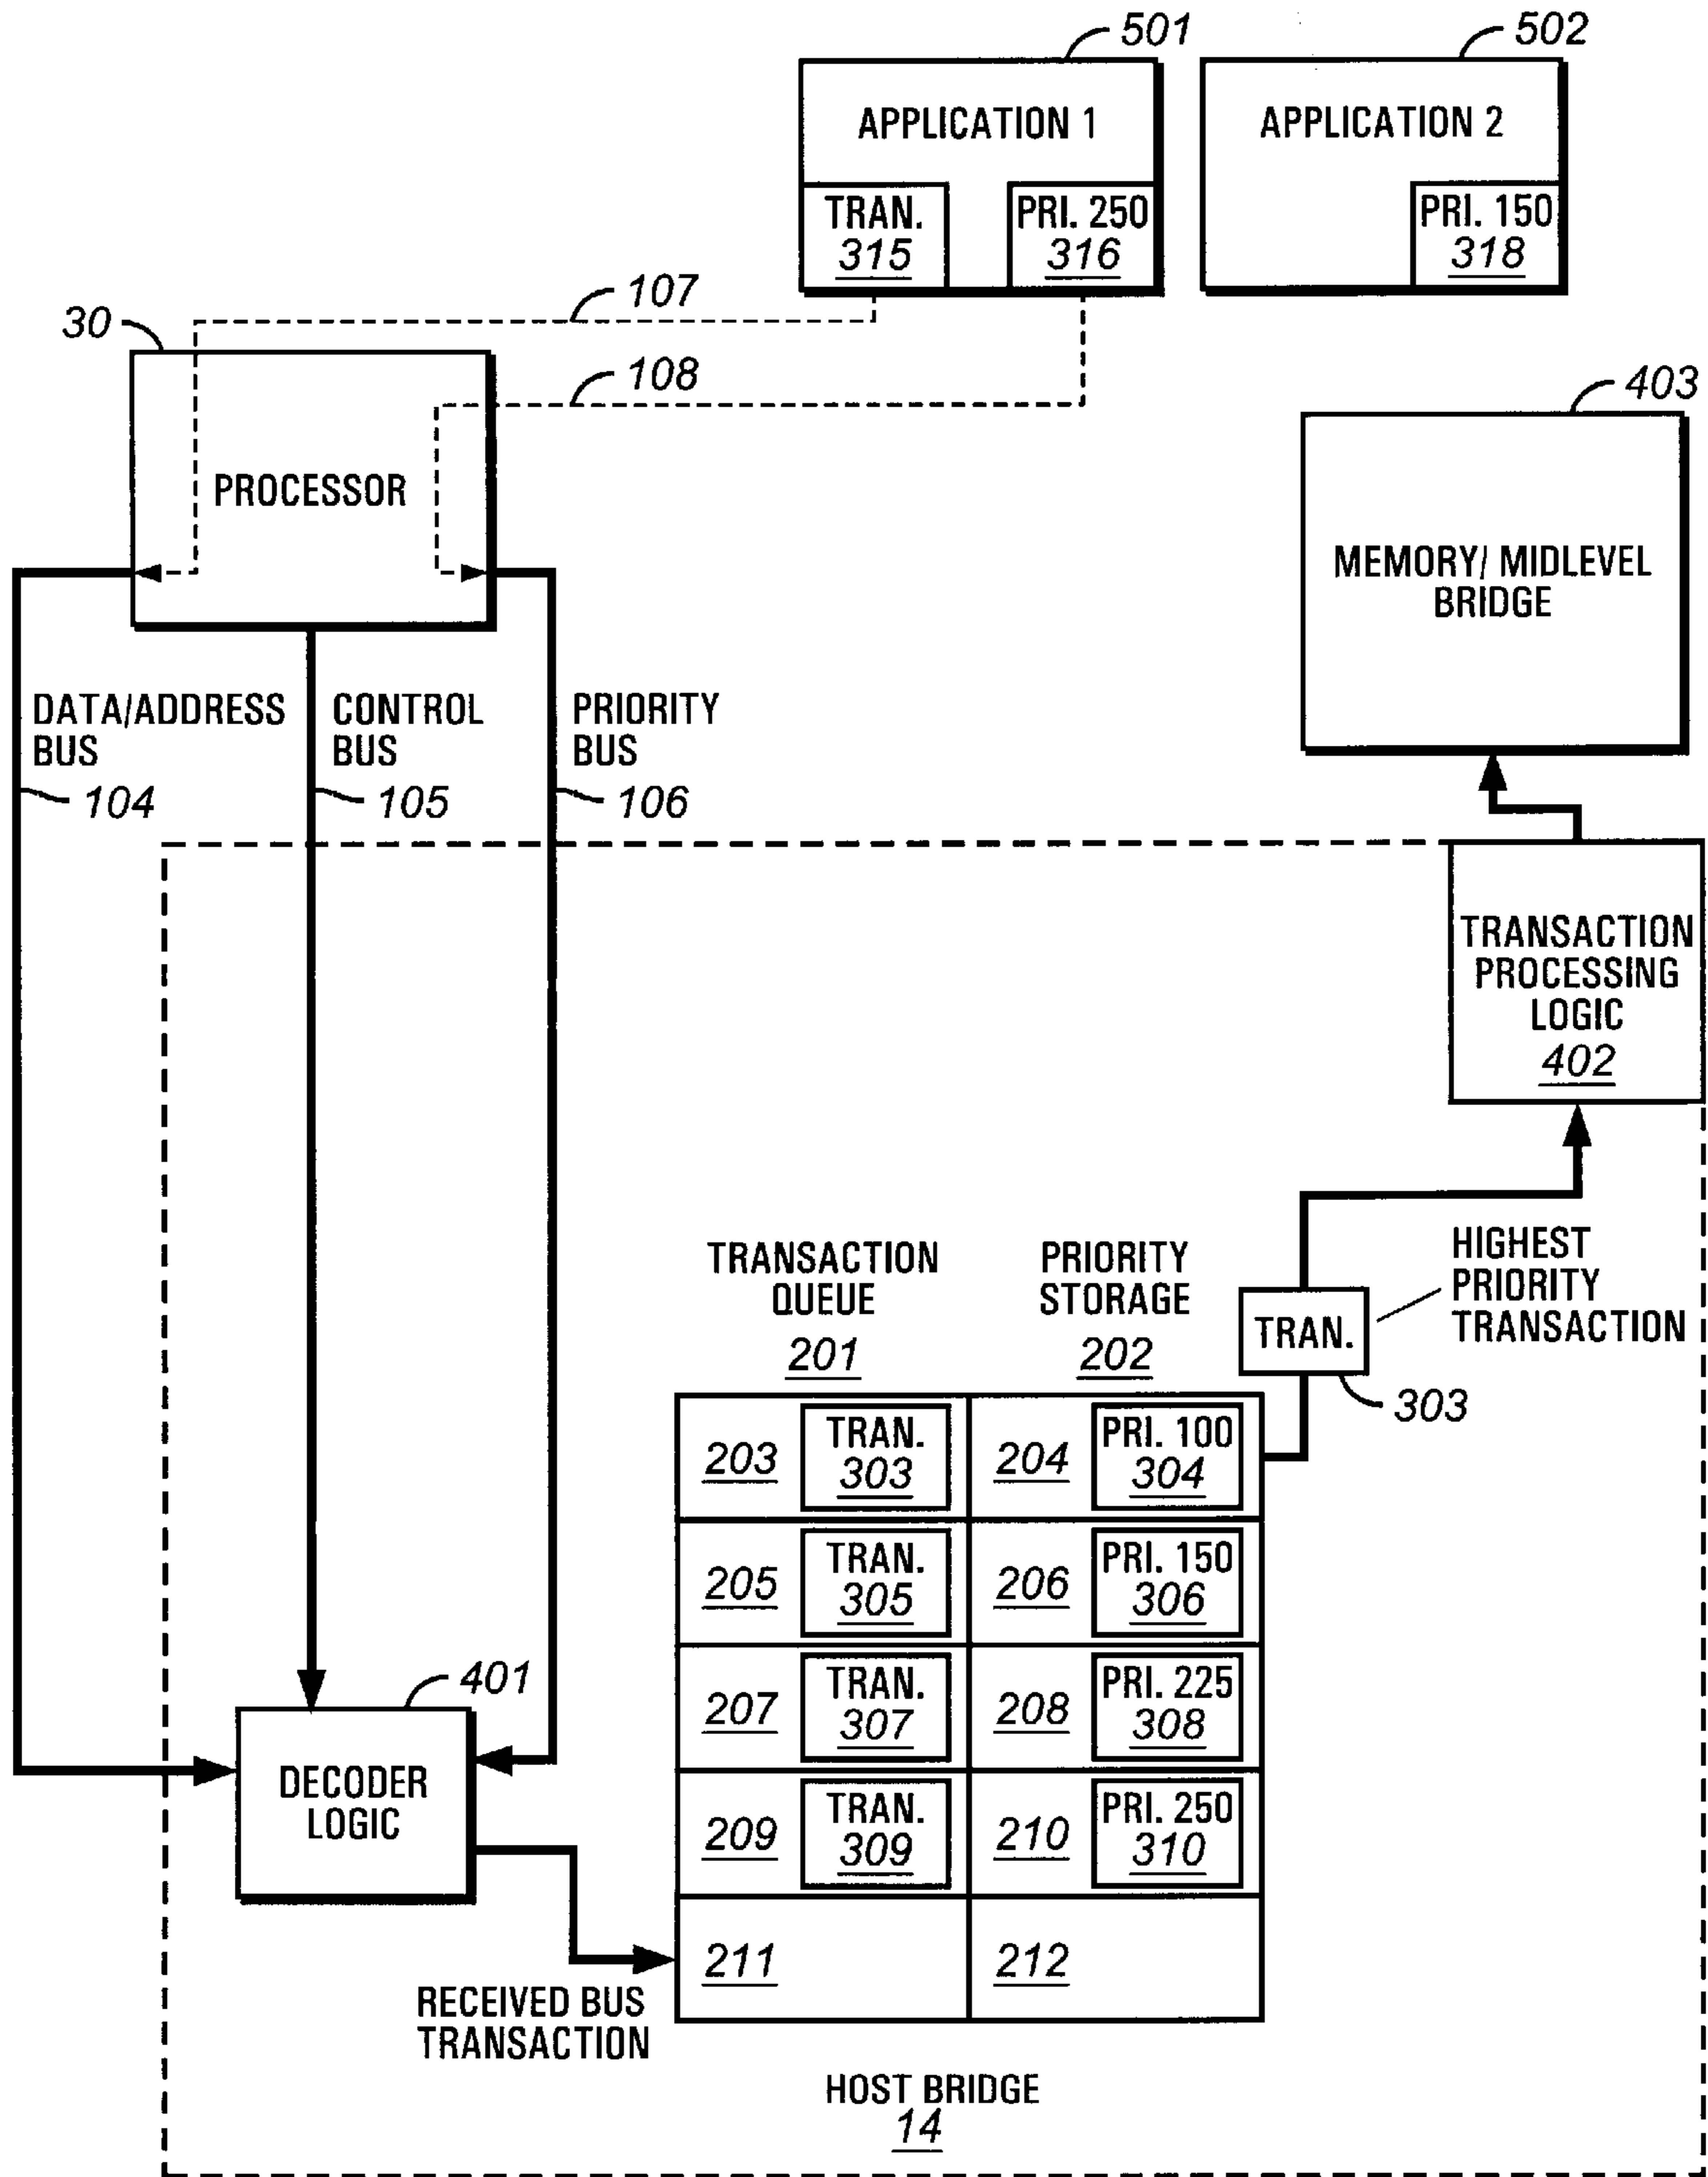 501
502
APPLICATION 1
APPLICATION 2
TRAN.
315
PRI. 250
316
PRI. 150
318
107
30
108
403
PROCESSOR
MEMORY/ MIDLEVEL
BRIDGE
DATA/ADDRESS
BUS
104
CONTROL
BUS
105
PRIORITY
BUS
106
TRANSACTION
PROCESSING
LOGIC
402
TRANSACTION
QUEUE
201
PRIORITY
STORAGE
202
HIGHEST
PRIORITY
TRANSACTION
TRAN.
303
203
TRAN.
303
204
PRI. 100
304
205
TRAN.
305
206
PRI. 150
306
207
TRAN.
307
208
PRI. 225
308
209
TRAN.
309
210
PRI. 250
310
211
212
401
DECODER
LOGIC
RECEIVED BUS
TRANSACTION
HOST BRIDGE
14